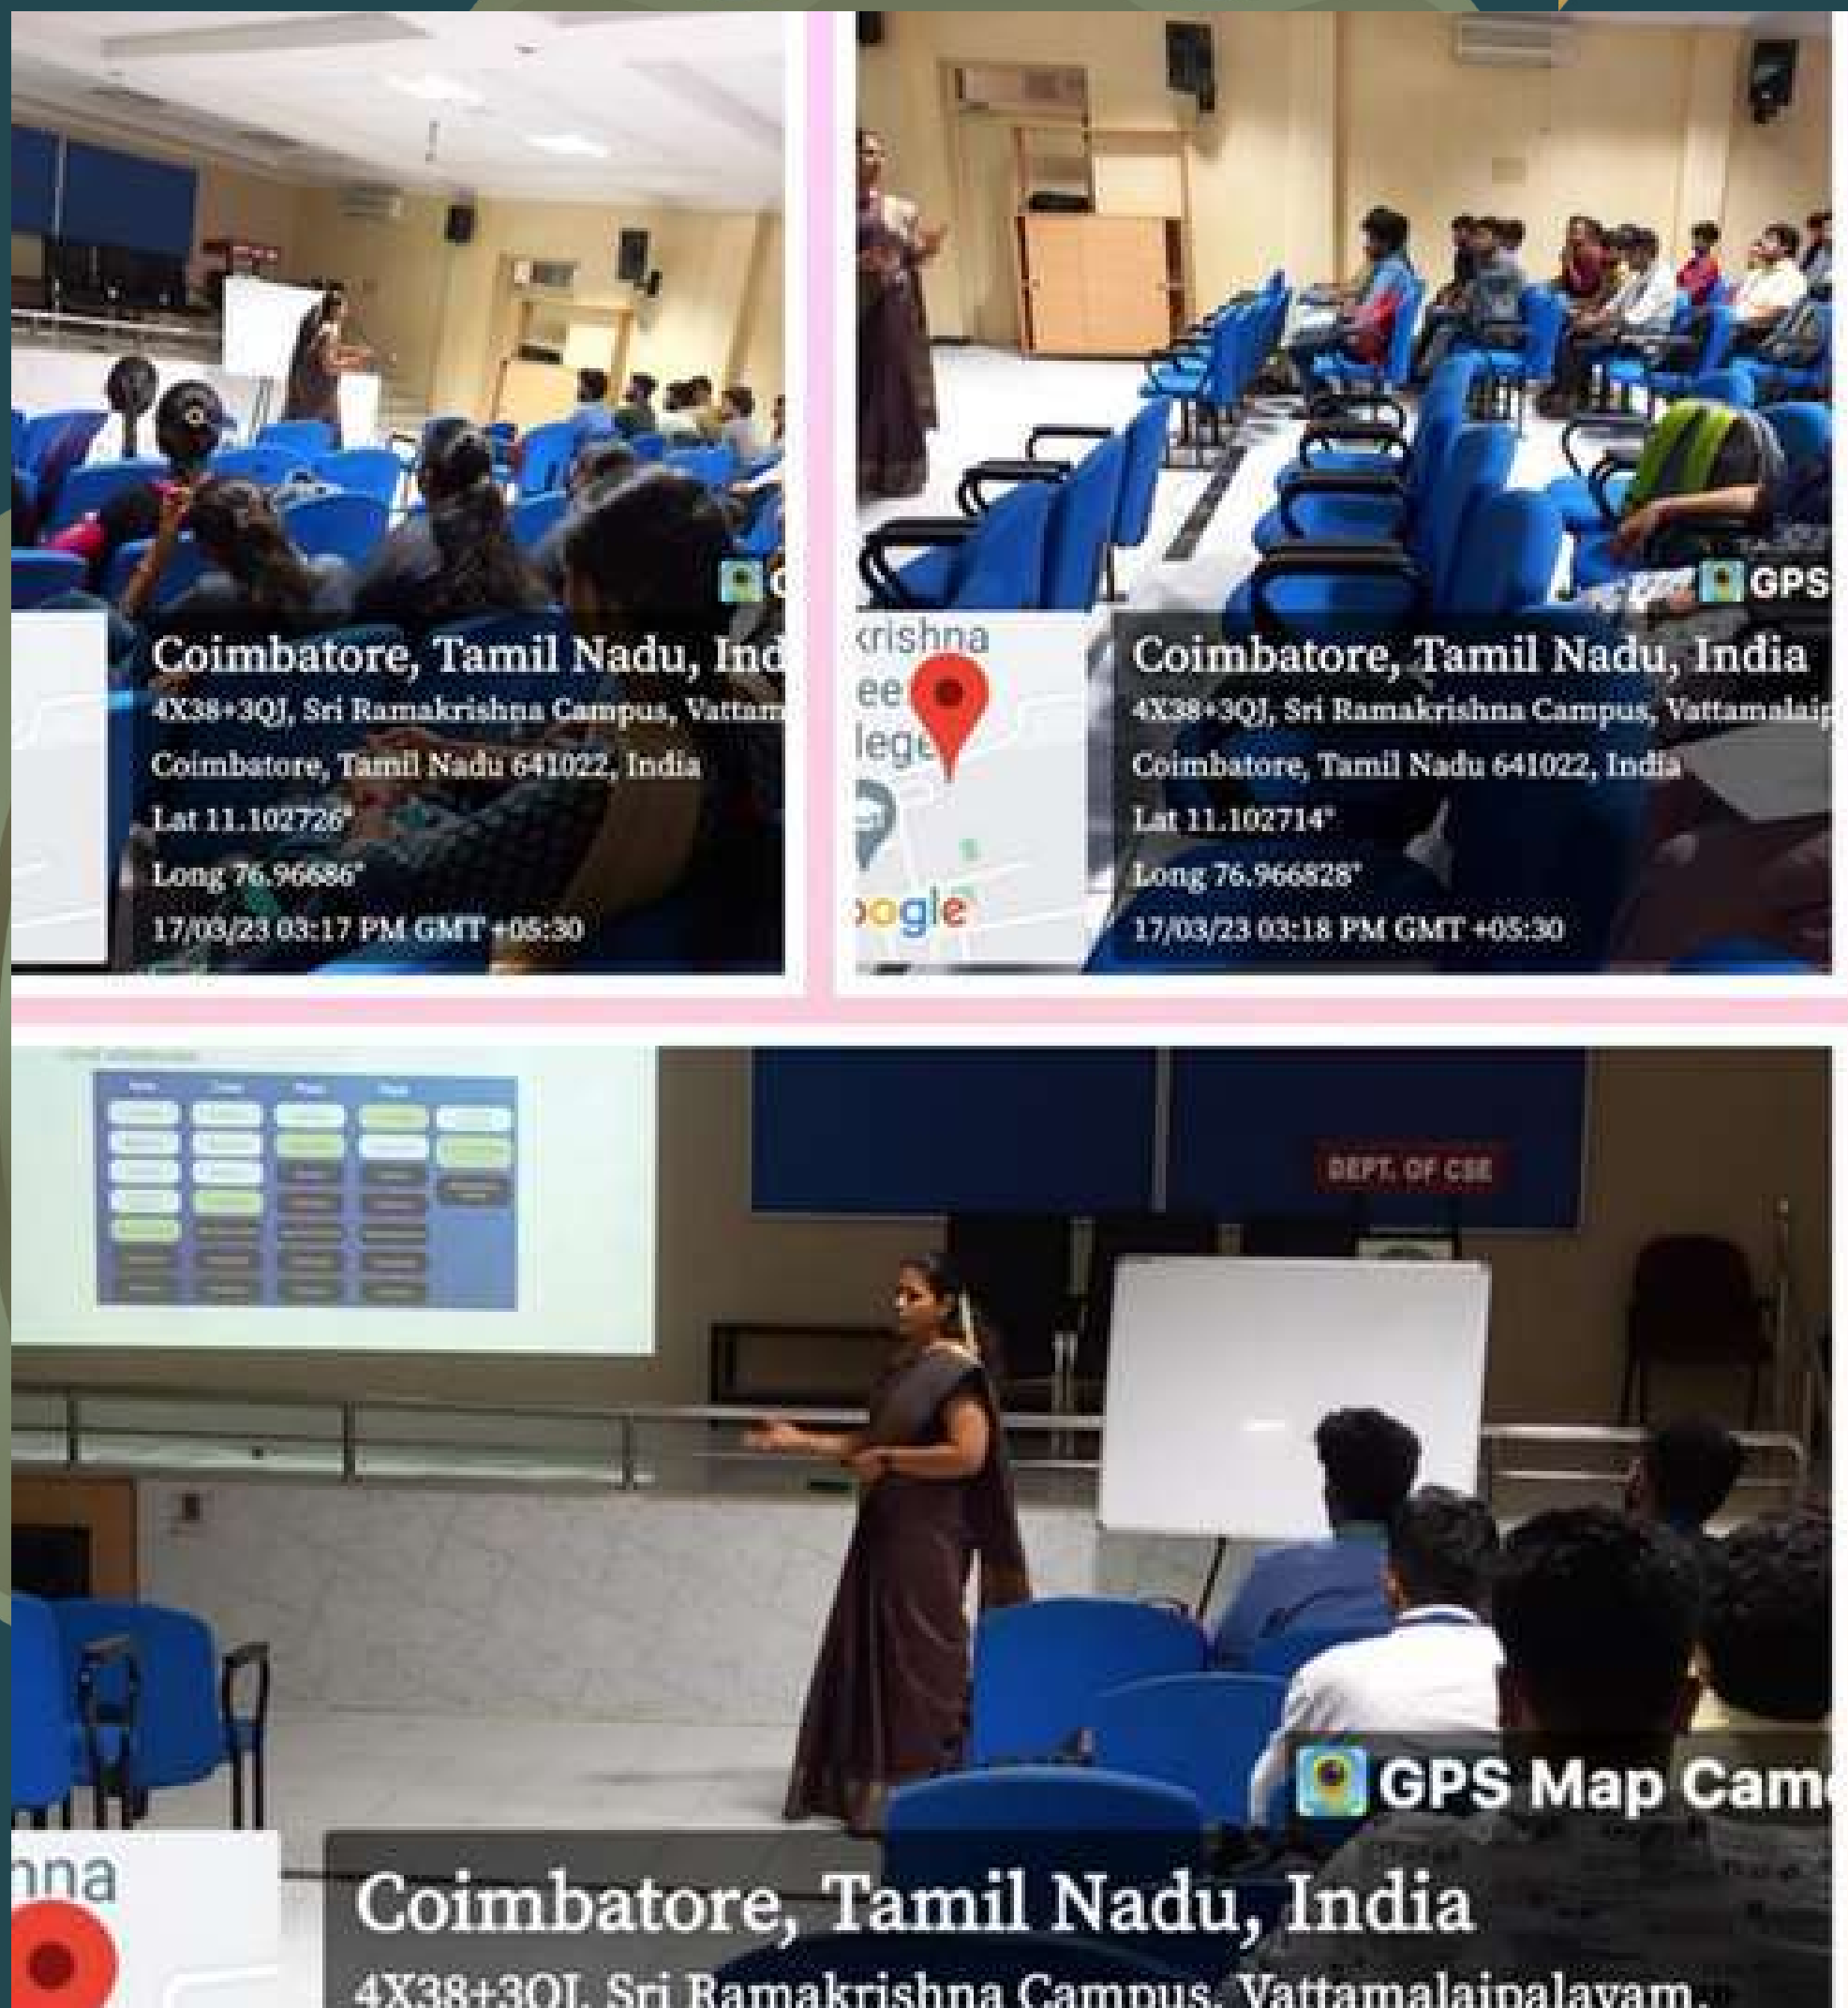 Coimbatore, Tamil Nadu, Ind
4X38+3QJ, Sri Ramakrishna Campus, Vattam
Coimbatore, Tamil Nadu 641022, India
Lat 11.102726°
Long 76.96686°
17/03/23 03:17 PM GMT +05:30
GPS
krishna
ee
lege
oogle
Coimbatore, Tamil Nadu, India
4X38+3QJ, Sri Ramakrishna Campus, Vattamalaip
Coimbatore, Tamil Nadu 641022, India
Lat 11.102714°
Long 76.966828°
17/03/23 03:18 PM GMT +05:30
DEPT. OF CSE
GPS Map Cam
hna
Coimbatore, Tamil Nadu, India
4X38+3QJ, Sri Ramakrishna Campus, Vattamalaipalayam,